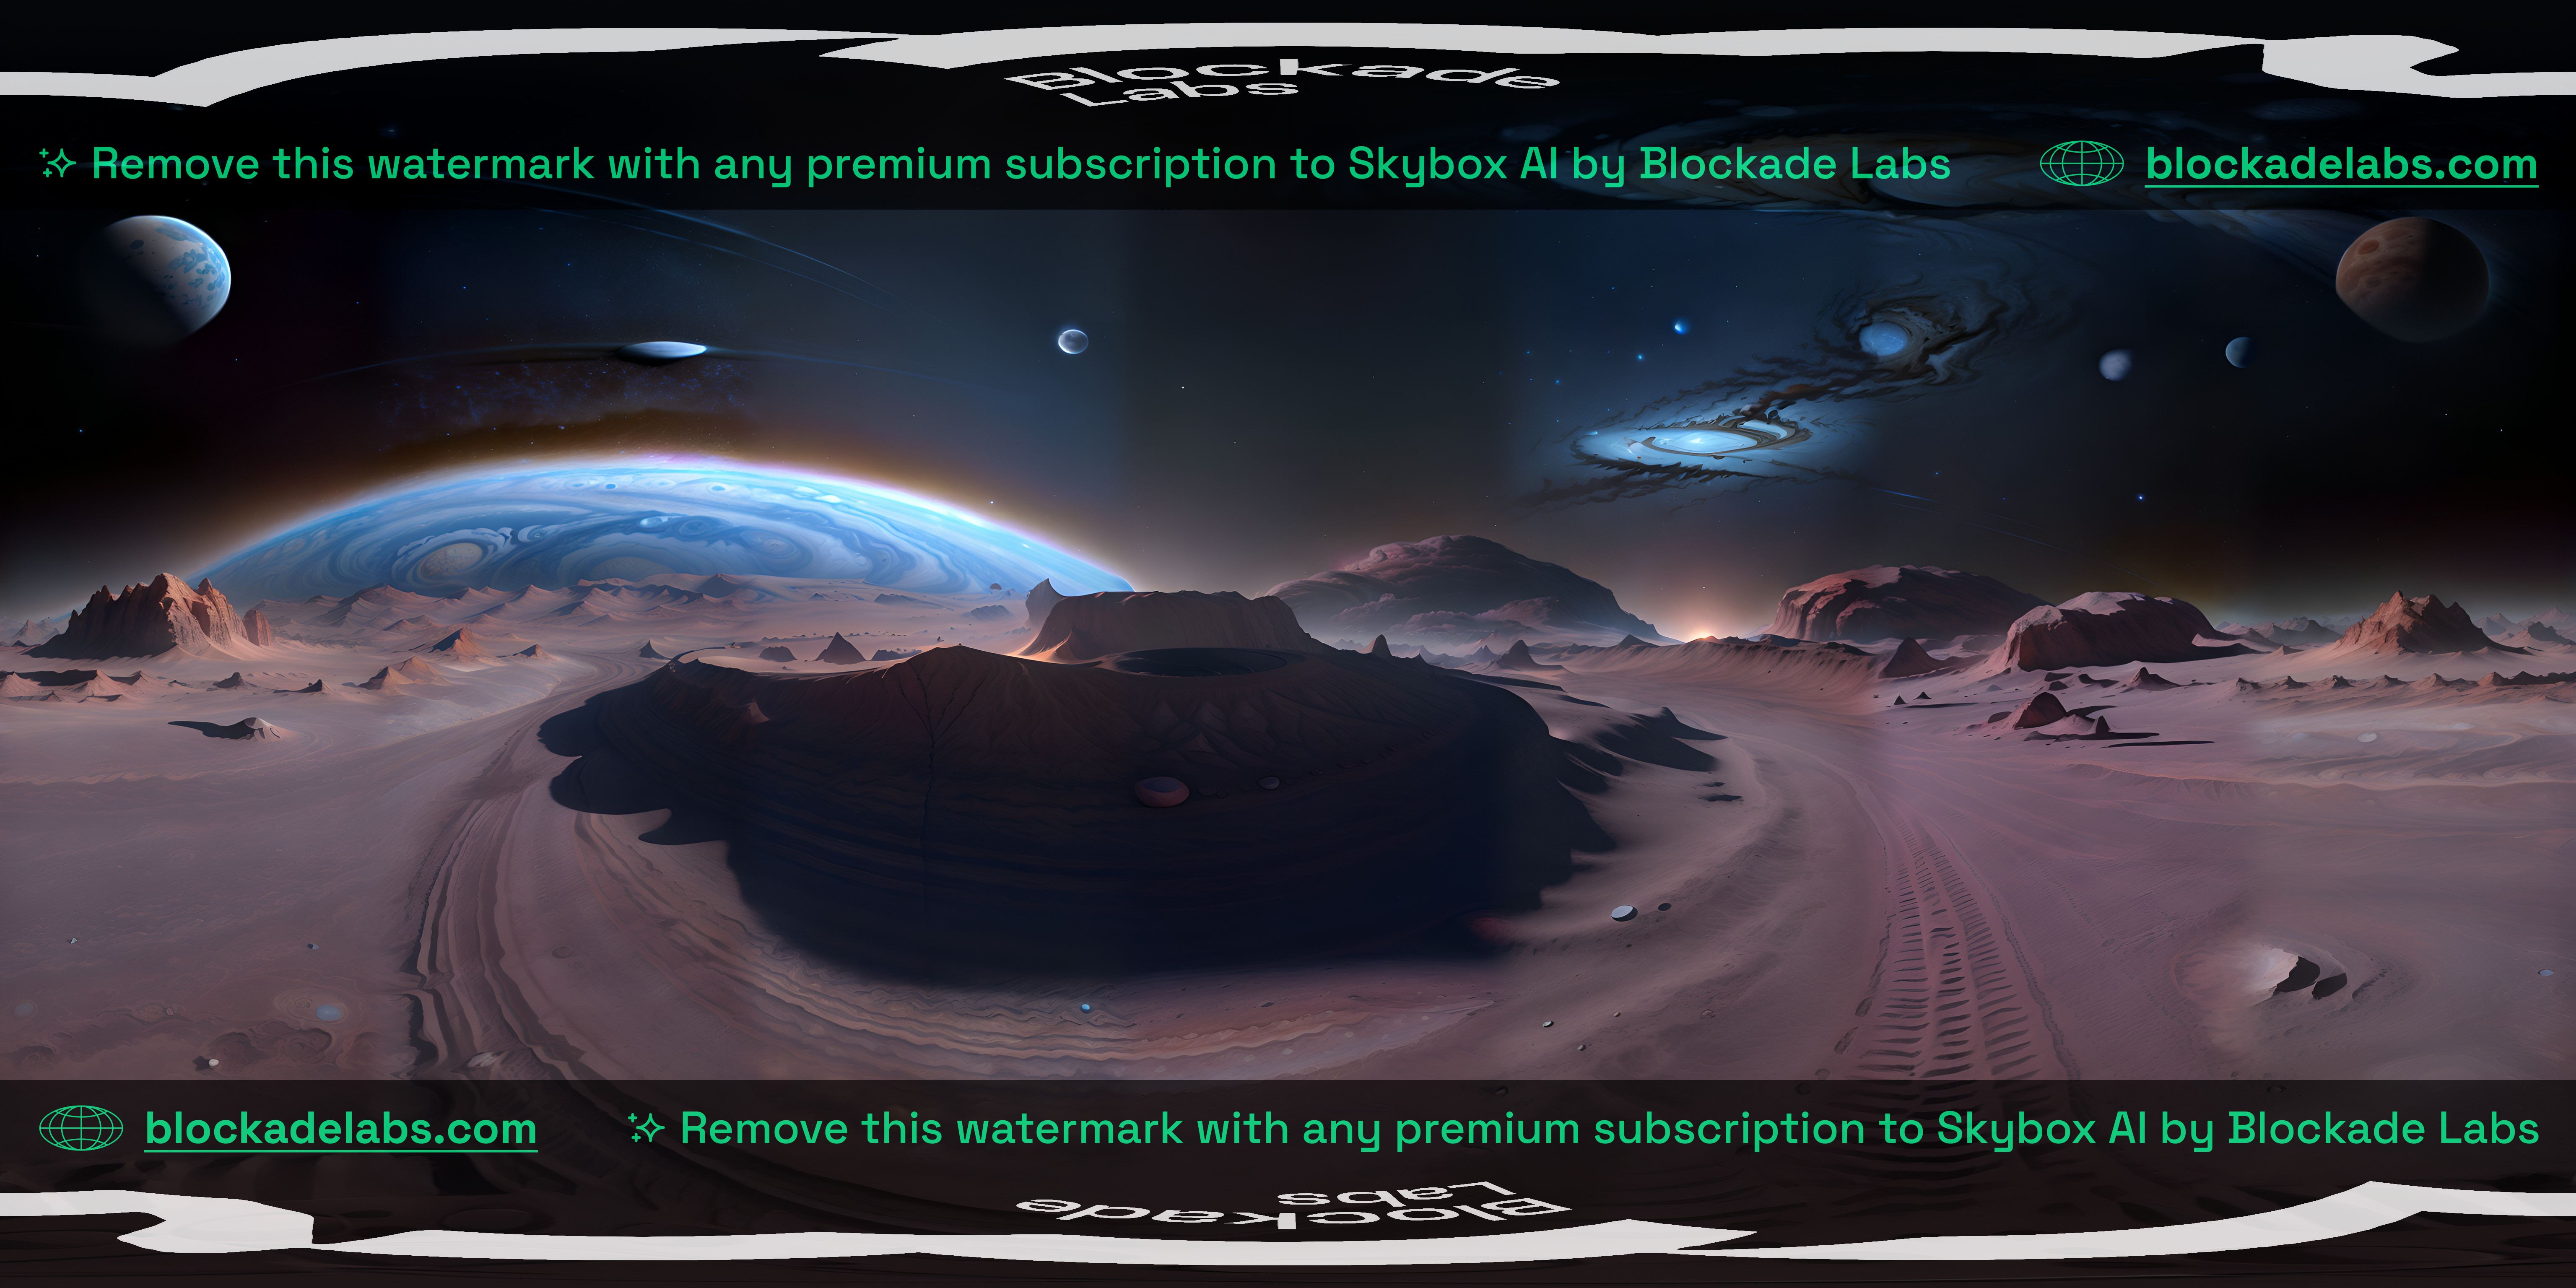 Blockade
Labs
Remove this watermark with any premium subscription to Skybox AI by Blockade Labs
blockadelabs.com
blockadelabs.com
Remove this watermark with any premium subscription to Skybox AI by Blockade Labs
Labs
Blockade